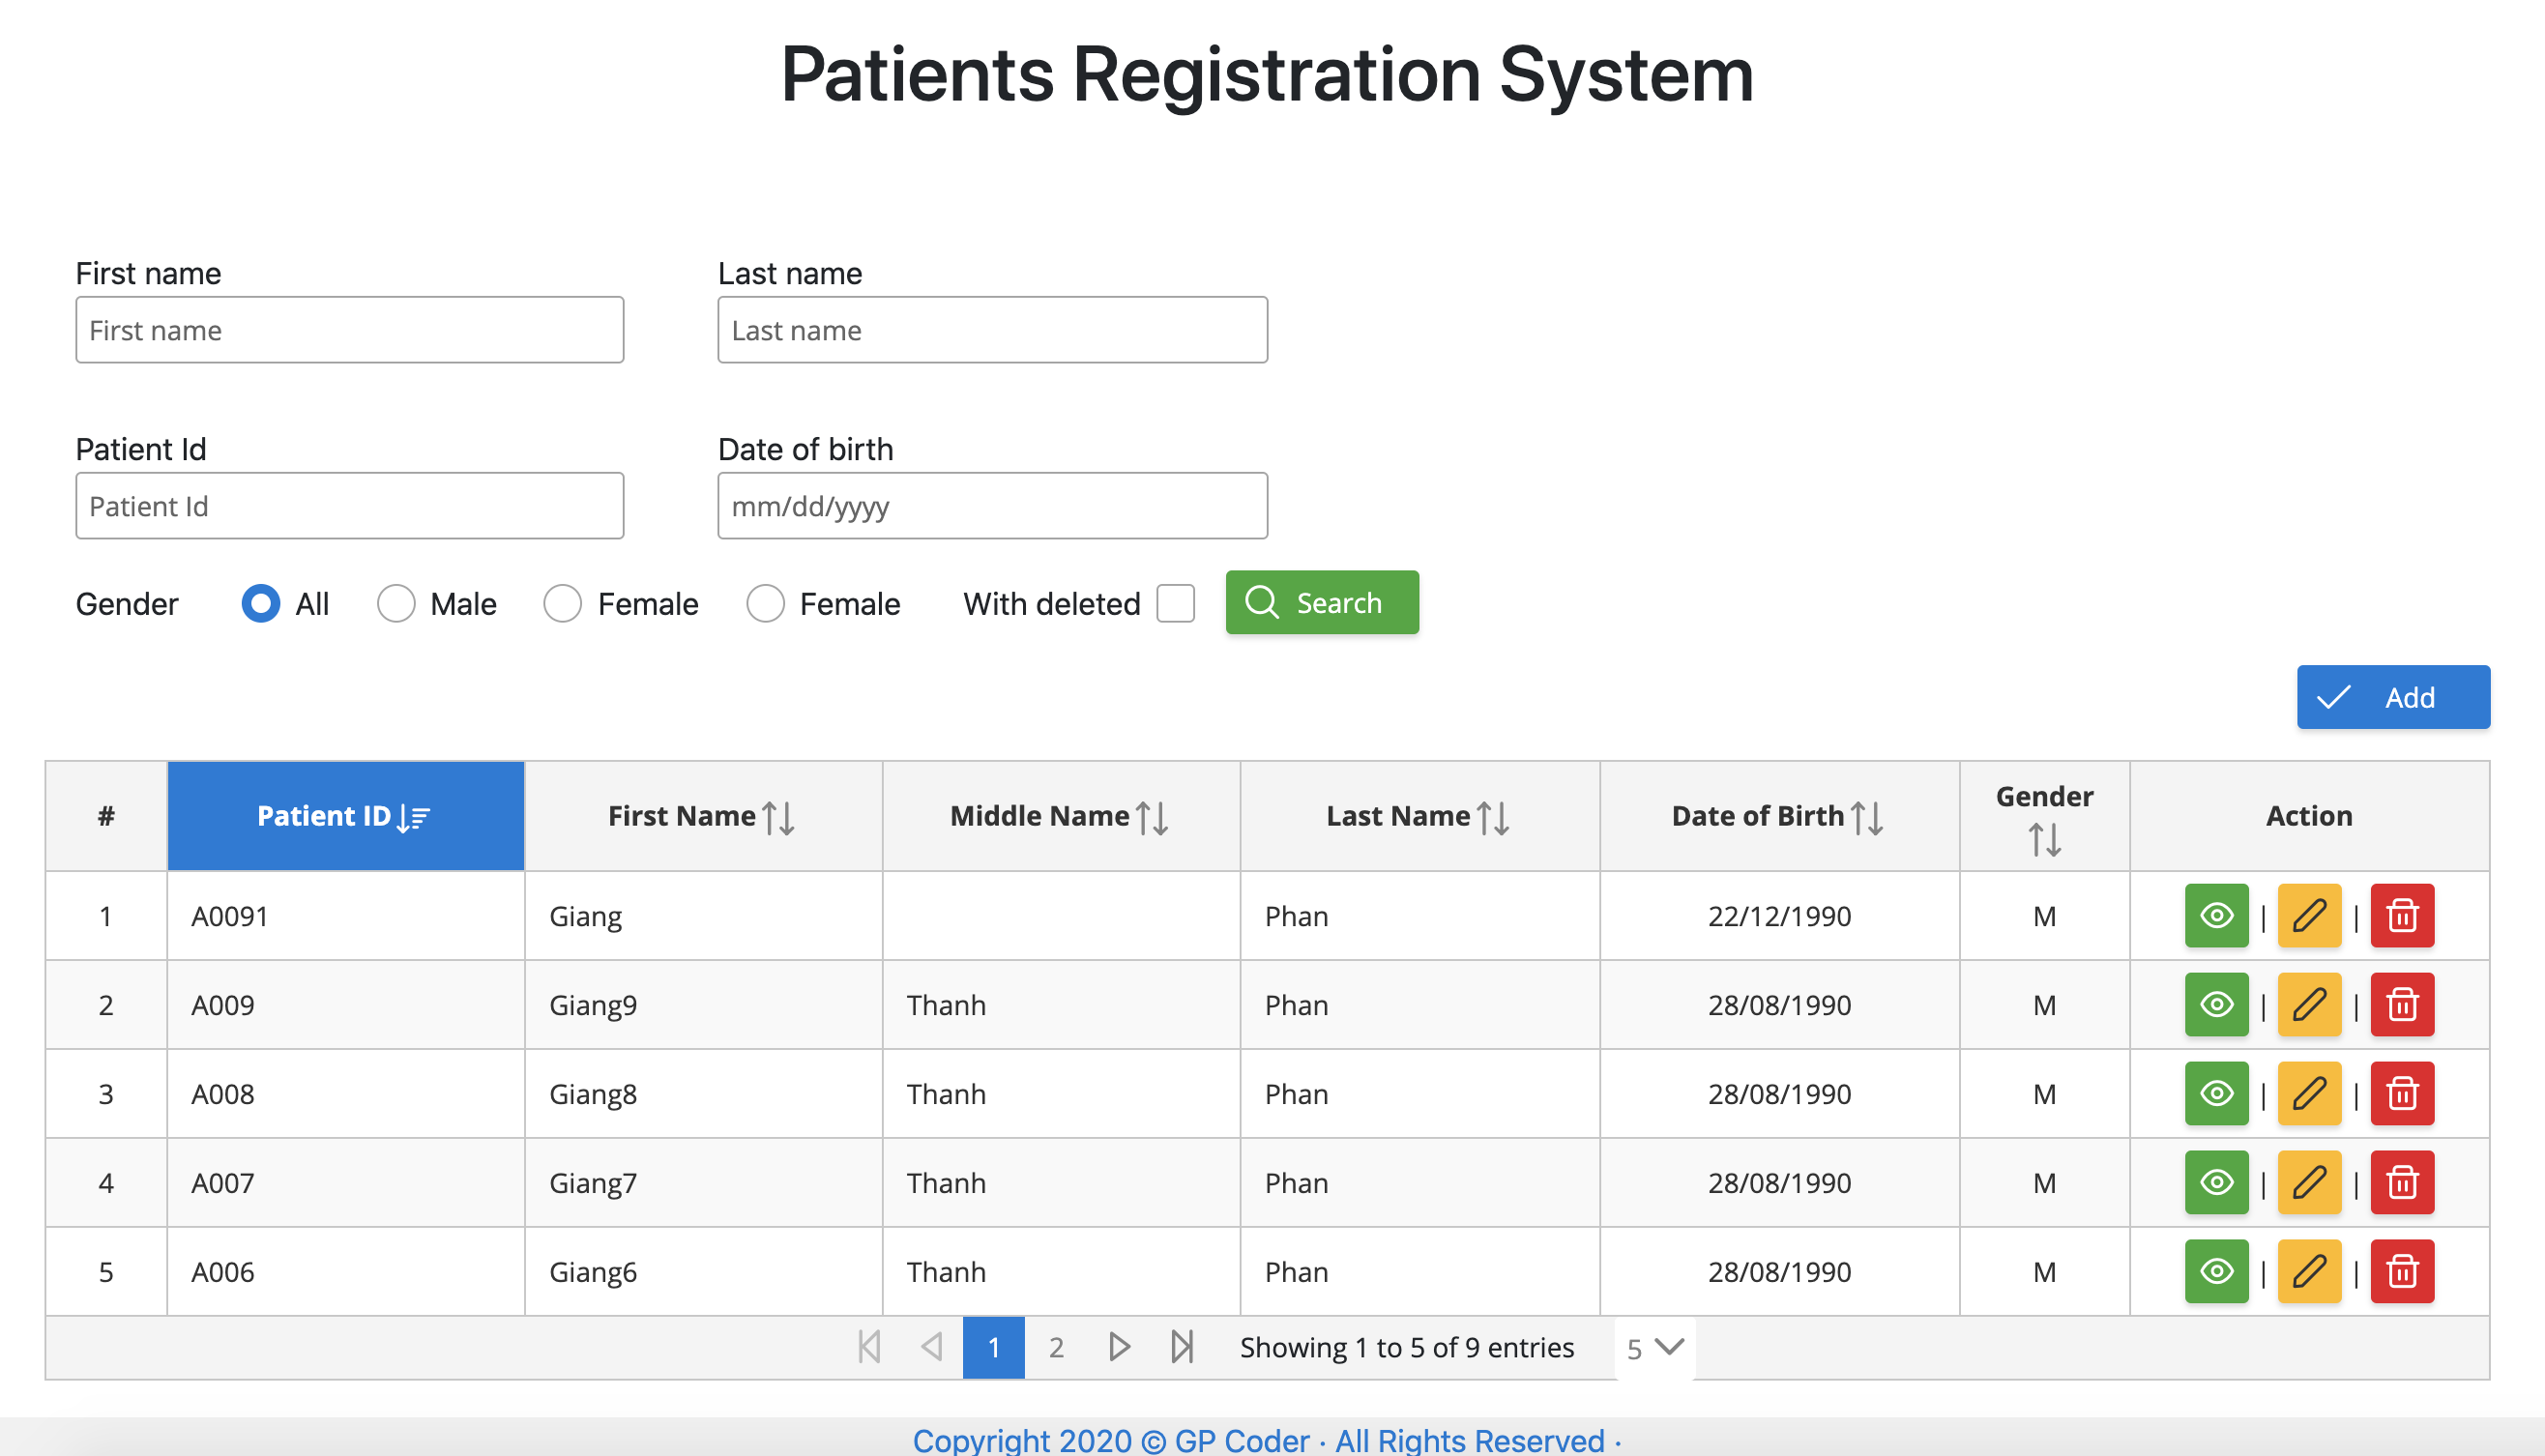 Patients Registration System
First name Last name
First name Last name
Patient Id Date of birth
Patient Id mm/dd/yyyy
Gender All Male Female Female With deleted Search
Add
# Patient ID First Name Middle Name Last Name Date of Birth Gender Action
1 A0091 Giang Phan 22/12/1990 M | |
2 A009 Giang9 Thanh Phan 28/08/1990 M | |
3 A008 Giang8 Thanh Phan 28/08/1990 M | |
4 A007 Giang7 Thanh Phan 28/08/1990 M | |
5 A006 Giang6 Thanh Phan 28/08/1990 M | |
1 2 Showing 1 to 5 of 9 entries 5
Copyright 2020 © GP Coder · All Rights Reserved ·